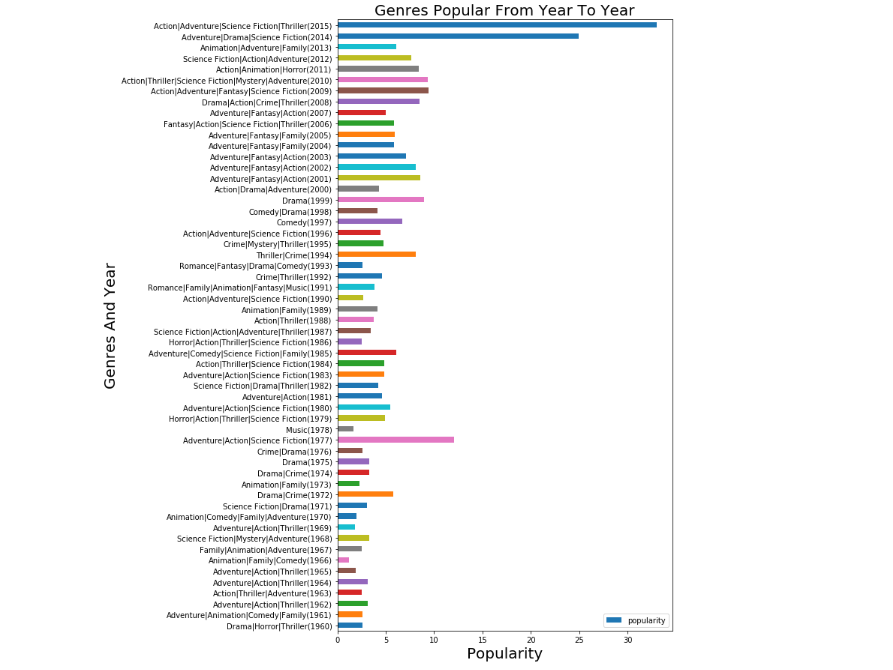 Genres Popular From Year To Year
Action|Adventure|Science Fiction|Thriller(2015)
Adventure|Drama|Science Fiction(2014)
Animation|Adventure|Family(2013)
Science Fiction|Action|Adventure(2012)
Action|Animation|Horror(2011)
Action|Thriller|Science Fiction|Mystery|Adventure(2010)
Action|Adventure|Fantasy|Science Fiction(2009)
Drama|Action|Crime|Thriller(2008)
Adventure|Fantasy|Action(2007)
Fantasy|Action|Science Fiction|Thriller(2006)
Adventure|Fantasy|Family(2005)
Adventure|Fantasy|Family(2004)
Adventure|Fantasy|Action(2003)
Adventure|Fantasy|Action(2002)
Adventure|Fantasy|Action(2001)
Action|Drama|Adventure(2000)
Drama(1999)
Comedy|Drama(1998)
Comedy(1997)
Action|Adventure|Science Fiction(1996)
Crime|Mystery|Thriller(1995)
Thriller|Crime(1994)
Romance|Fantasy|Drama|Comedy(1993)
Crime|Thriller(1992)
Romance|Family|Animation|Fantasy|Music(1991)
Action|Adventure|Science Fiction(1990)
Animation|Family(1989)
Action|Thriller(1988)
Science Fiction|Action|Adventure|Thriller(1987)
Horror|Action|Thriller|Science Fiction(1986)
Adventure|Comedy|Science Fiction|Family(1985)
Action|Thriller|Science Fiction(1984)
Adventure|Action|Science Fiction(1983)
Science Fiction|Drama|Thriller(1982)
Adventure|Action(1981)
Adventure|Action|Science Fiction(1980)
Horror|Action|Thriller|Science Fiction(1979)
Music(1978)
Adventure|Action|Science Fiction(1977)
Crime|Drama(1976)
Drama(1975)
Drama|Crime(1974)
Animation|Family(1973)
Drama|Crime(1972)
Science Fiction|Drama(1971)
Animation|Comedy|Family|Adventure(1970)
Adventure|Action|Thriller(1969)
Science Fiction|Mystery|Adventure(1968)
Family|Animation|Adventure(1967)
Animation|Family|Comedy(1966)
Adventure|Action|Thriller(1965)
Adventure|Action|Thriller(1964)
Action|Thriller|Adventure(1963)
Adventure|Action|Thriller(1962)
Adventure|Animation|Comedy|Family(1961)
Drama|Horror|Thriller(1960)
Genres And Year
popularity
0 5 10 15 20 25 30
Popularity